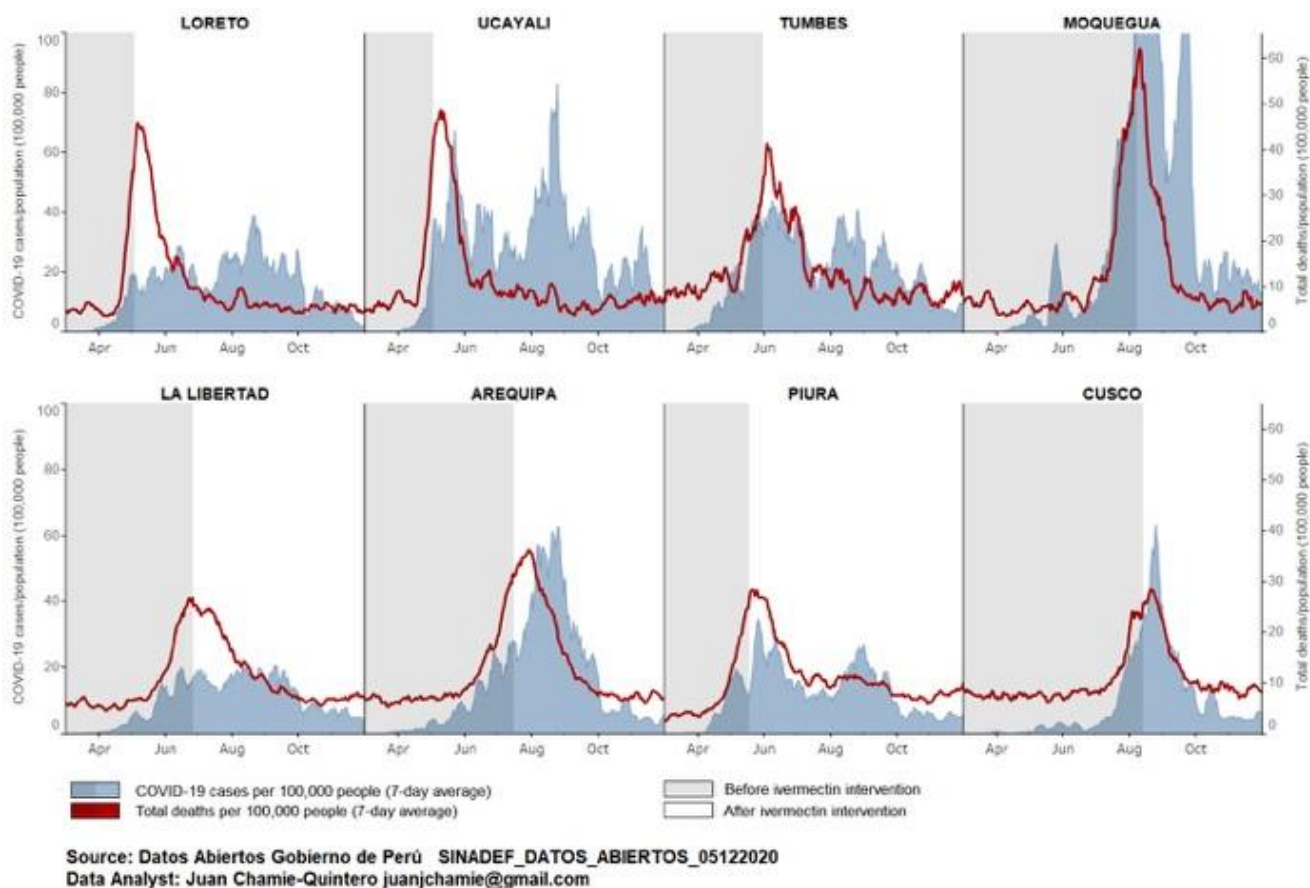 LORETO UCAYALI TUMBES MOQUEGUA
COVID-19 cases/population (100,000 people)
100
80
60
40
20
0
60
50
40
30
20
10
0
Total deaths/population (100,000 people)
Apr Jun Aug Oct Apr Jun Aug Oct Apr Jun Aug Oct Apr Jun Aug Oct
LA LIBERTAD AREQUIPA PIURA CUSCO
COVID-19 cases/population (100,000 people)
100
80
60
40
20
0
60
50
40
30
20
10
0
Total deaths/population (100,000 people)
Apr Jun Aug Oct Apr Jun Aug Oct Apr Jun Aug Oct Apr Jun Aug Oct
COVID-19 cases per 100,000 people (7-day average) Before ivermectin intervention
Total deaths per 100,000 people (7-day average) After ivermectin intervention
Source: Datos Abiertos Gobierno de Perú SINADEF_DATOS_ABIERTOS_05122020
Data Analyst: Juan Chamie-Quintero juanjchamie@gmail.com